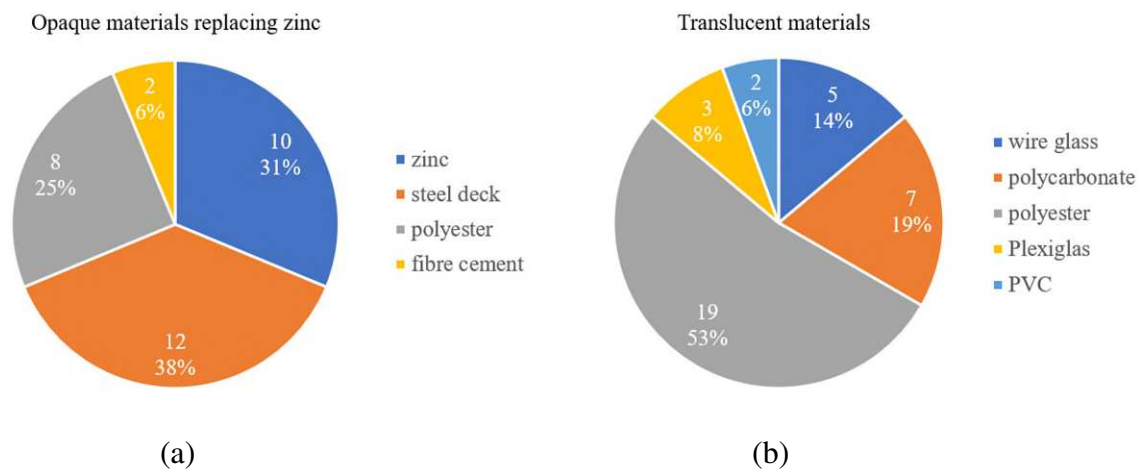 Opaque materials replacing zinc
2
6%
10
31%
8
25%
12
38%
zinc
steel deck
polyester
fibre cement
(a)
Translucent materials
2
6%
5
14%
3
8%
7
19%
19
53%
wire glass
polycarbonate
polyester
Plexiglas
PVC
(b)